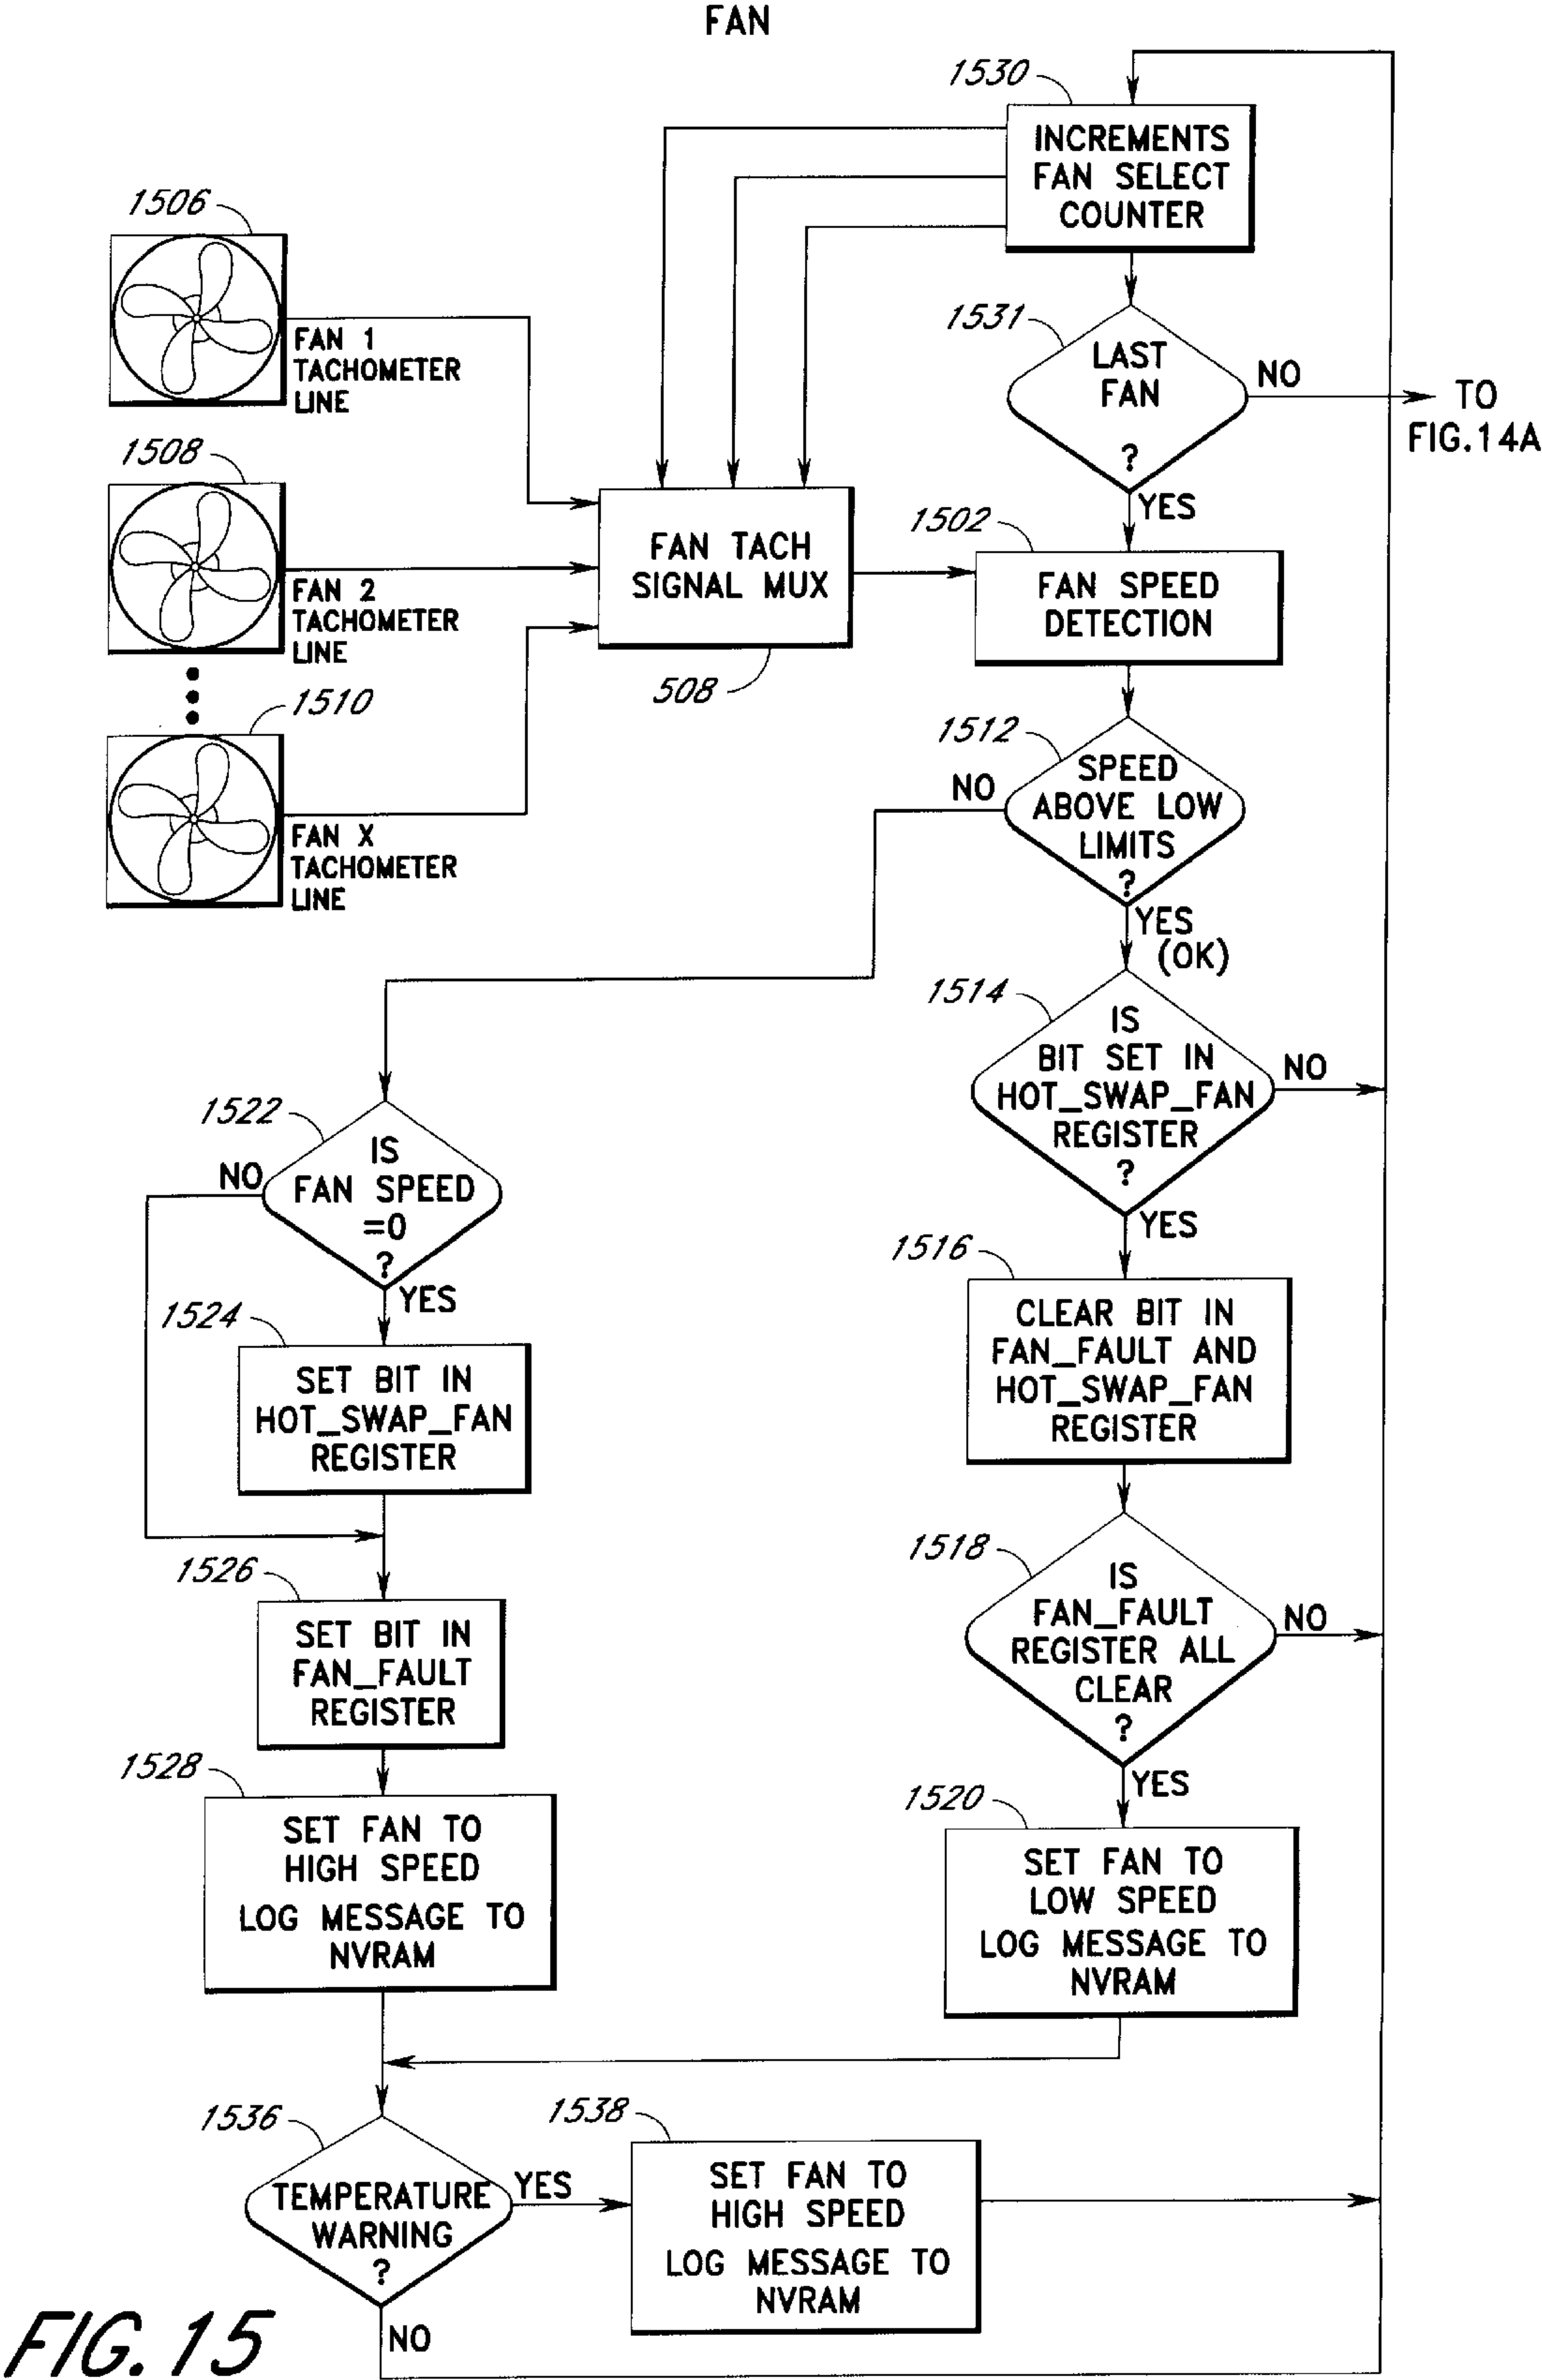 FAN
1530
INCREMENTS
FAN SELECT
COUNTER
1506
FAN 1
TACHOMETER
LINE
1531
LAST
FAN
?
NO
TO
FIG.14A
YES
1508
FAN 2
TACHOMETER
LINE
FAN TACH
SIGNAL MUX
508
1502
FAN SPEED
DETECTION
1510
FAN X
TACHOMETER
LINE
1512
SPEED
ABOVE LOW
LIMITS
?
NO
YES
(OK)
1514
IS
BIT SET IN
HOT_SWAP_FAN
REGISTER
?
NO
YES
1522
IS
FAN SPEED
=0
?
NO
YES
1516
CLEAR BIT IN
FAN_FAULT AND
HOT_SWAP_FAN
REGISTER
1524
SET BIT IN
HOT_SWAP_FAN
REGISTER
1518
IS
FAN_FAULT
REGISTER ALL
CLEAR
?
NO
YES
1526
SET BIT IN
FAN_FAULT
REGISTER
1528
SET FAN TO
HIGH SPEED
LOG MESSAGE TO
NVRAM
1520
SET FAN TO
LOW SPEED
LOG MESSAGE TO
NVRAM
1536
TEMPERATURE
WARNING
?
YES
NO
1538
SET FAN TO
HIGH SPEED
LOG MESSAGE TO
NVRAM
FIG. 15